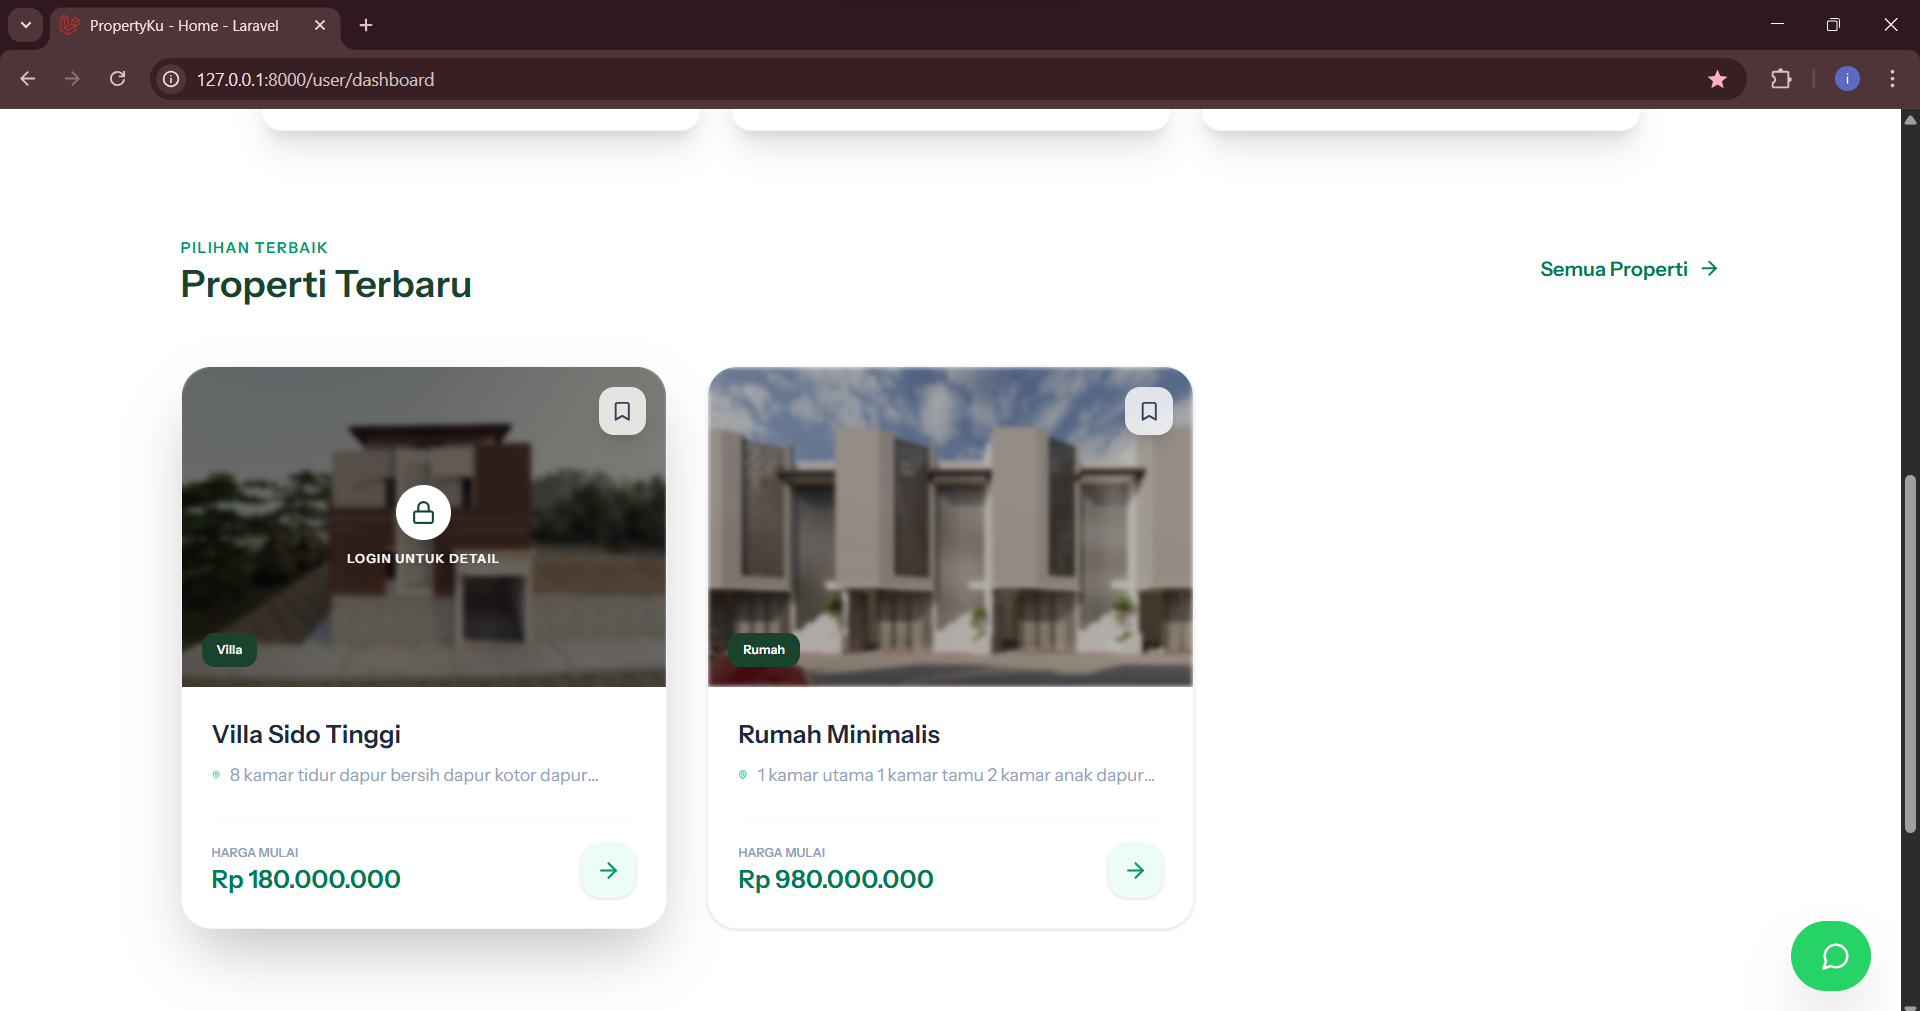 PropertyKu - Home - Laravel
127.0.0.1:8000/user/dashboard
i
PILIHAN TERBAIK
Properti Terbaru
Semua Properti
LOGIN UNTUK DETAIL
Villa
Villa Sido Tinggi
8 kamar tidur dapur bersih dapur kotor dapur...
HARGA MULAI
Rp 180.000.000
Rumah
Rumah Minimalis
1 kamar utama 1 kamar tamu 2 kamar anak dapur...
HARGA MULAI
Rp 980.000.000